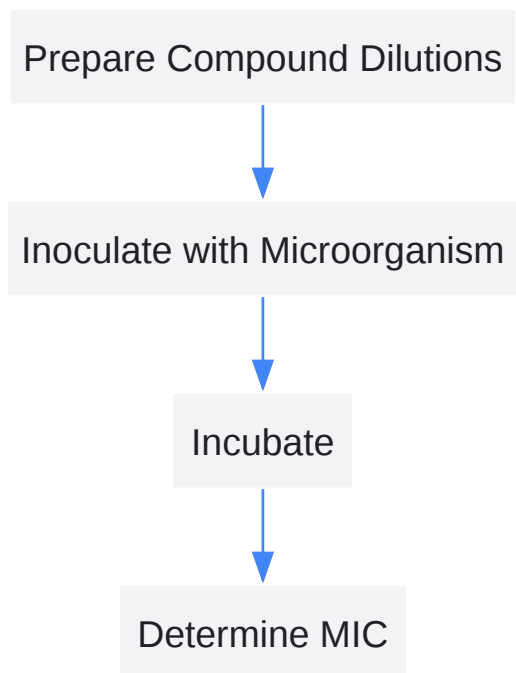 Prepare Compound Dilutions
Inoculate with Microorganism
Incubate
Determine MIC